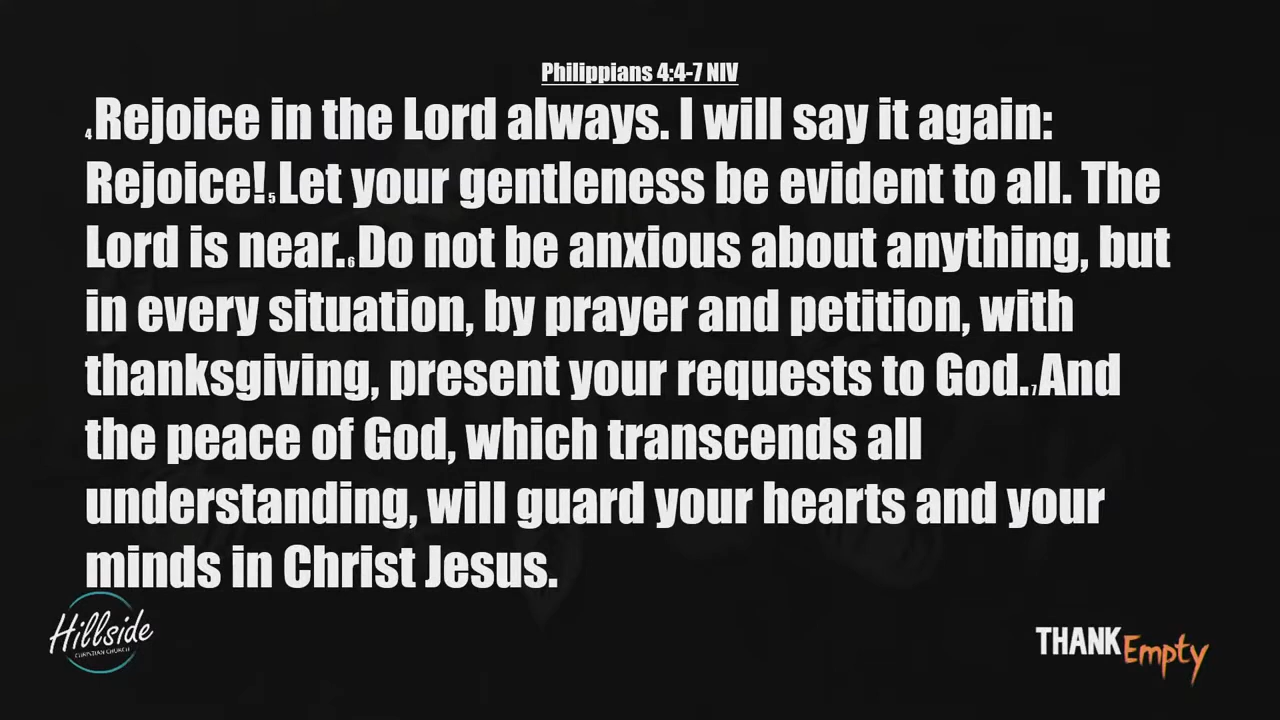 Philippians 4:4-7 NIV
4 Rejoice in the Lord always. I will say it again:
Rejoice! 5 Let your gentleness be evident to all. The
Lord is near. 6 Do not be anxious about anything, but
in every situation, by prayer and petition, with
thanksgiving, present your requests to God. 7 And
the peace of God, which transcends all
understanding, will guard your hearts and your
minds in Christ Jesus.
Hillside
CHRISTIAN CHURCH
THANK Empty